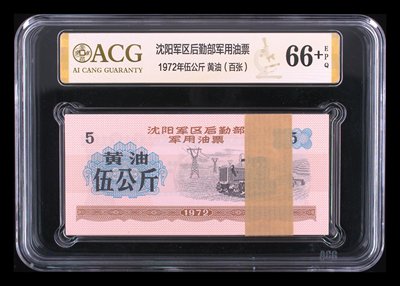 ACG
AI CANG GUARANTY
沈阳军区后勤部军用油票
1972年伍公斤 黄油（百张）
66+
EPQ
5
沈阳军区后勤部
军用油票
5
黄油
伍公斤
1972
ACG